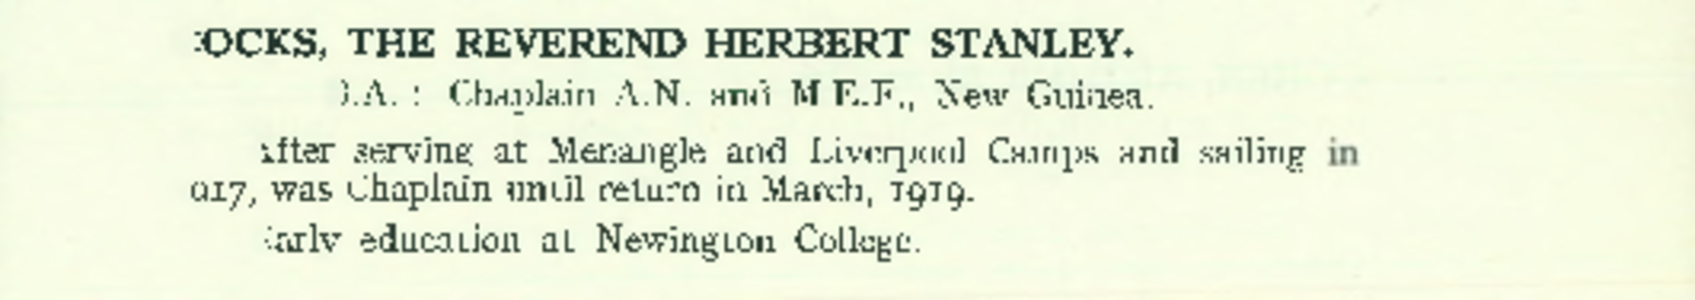 OCKS, THE REVEREND HERBERT STANLEY.
.A. : Chaplain A.N. and M.E.F., New Guinea.
After serving at Menangle and Liverpool Camps and sailing in
917, was Chaplain until return in March, 1919.
Early education at Newington College.